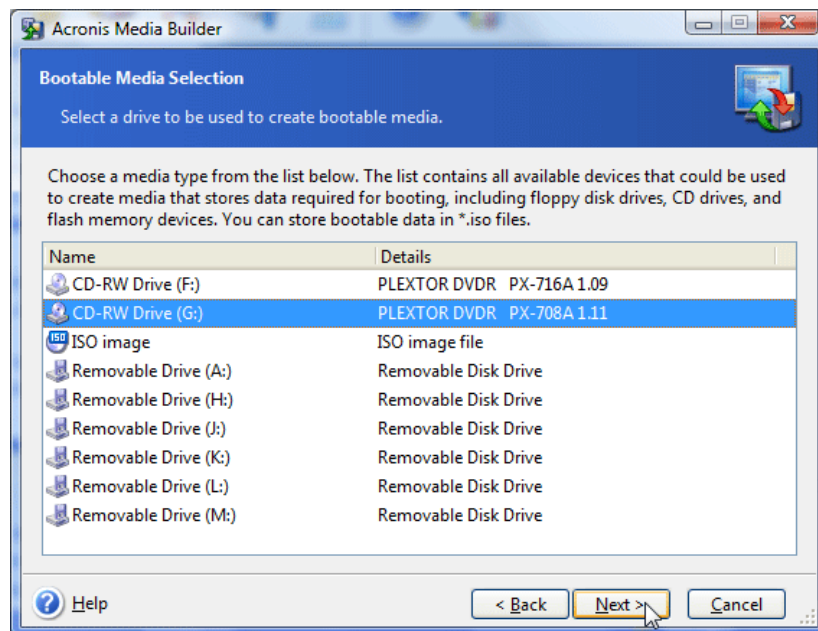 Acronis Media Builder
Bootable Media Selection
Select a drive to be used to create bootable media.
Choose a media type from the list below. The list contains all available devices that could be used
to create media that stores data required for booting, including floppy disk drives, CD drives, and
flash memory devices. You can store bootable data in *.iso files.
Name Details
CD-RW Drive (F:) PLEXTOR DVDR PX-716A 1.09
CD-RW Drive (G:) PLEXTOR DVDR PX-708A 1.11
ISO ISO image ISO image file
Removable Drive (A:) Removable Disk Drive
Removable Drive (H:) Removable Disk Drive
Removable Drive (J:) Removable Disk Drive
Removable Drive (K:) Removable Disk Drive
Removable Drive (L:) Removable Disk Drive
Removable Drive (M:) Removable Disk Drive
? Help < Back Next > Cancel